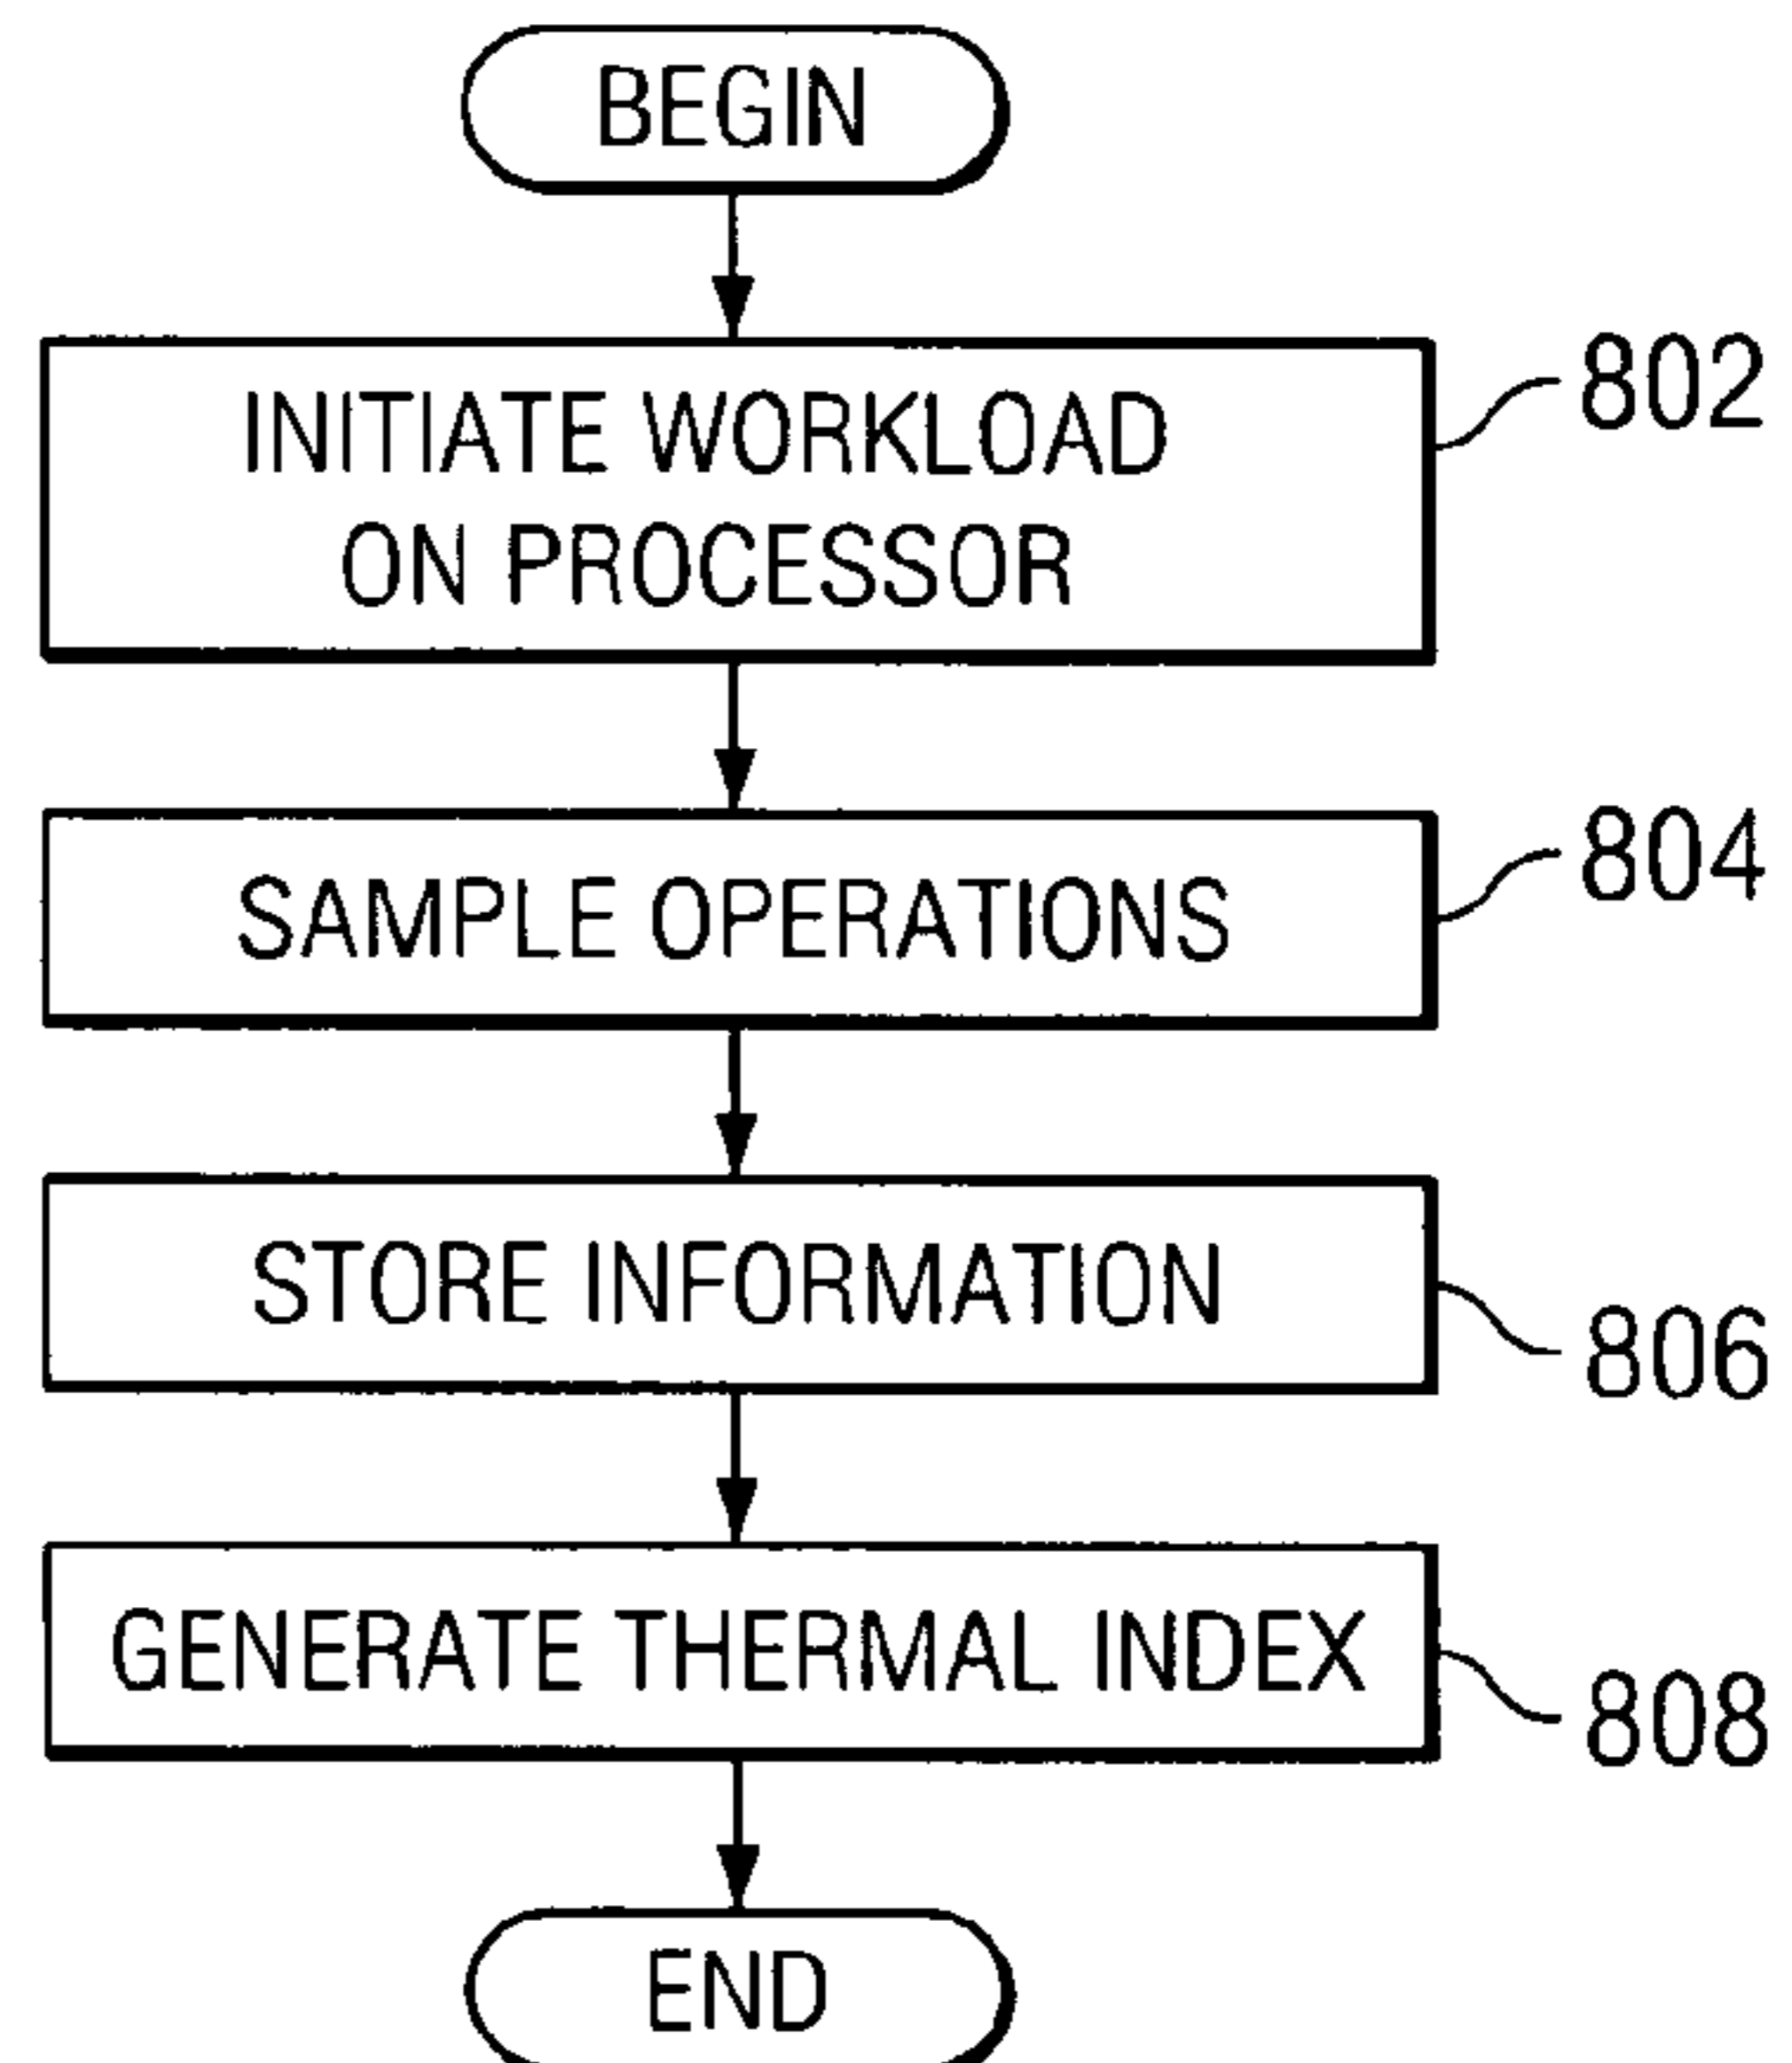 BEGIN
INITIATE WORKLOAD
ON PROCESSOR
802
SAMPLE OPERATIONS
804
STORE INFORMATION
806
GENERATE THERMAL INDEX
808
END